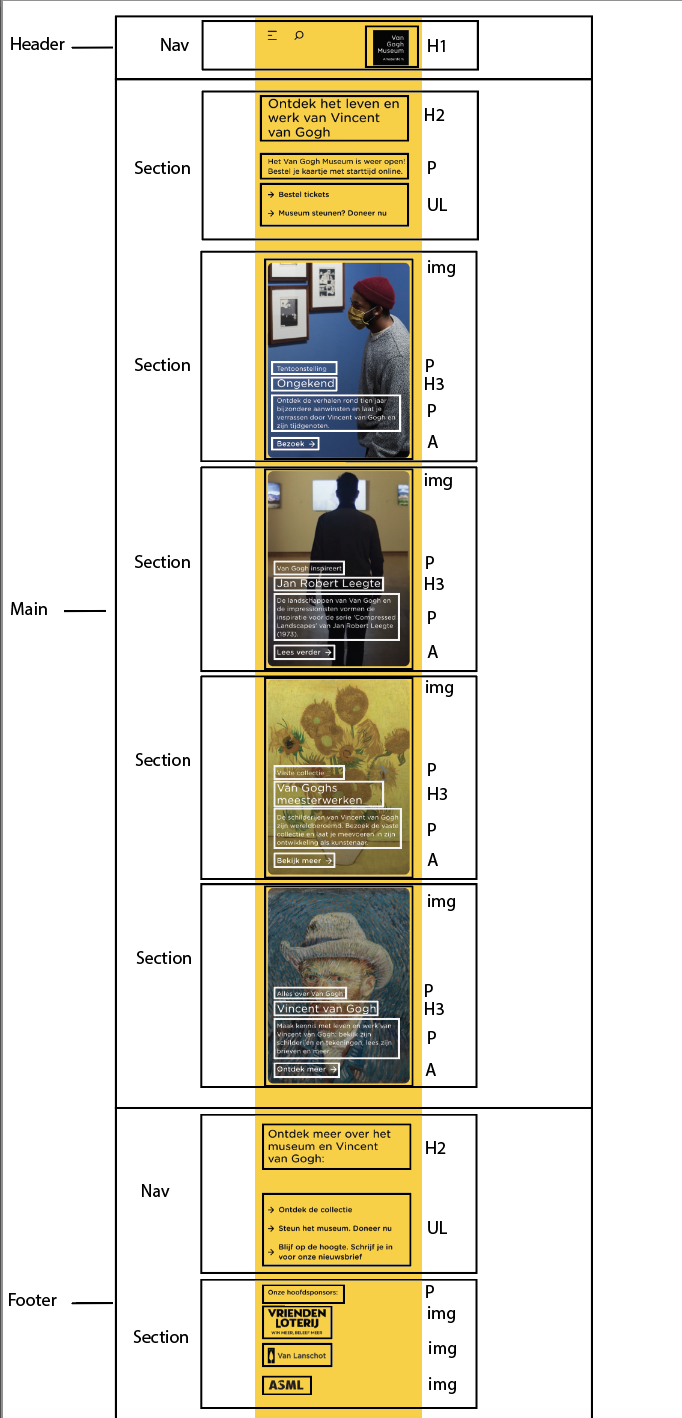 Header
Nav
Van
Gogh
Museum
Amsterdam
H1
Ontdek het leven en
werk van Vincent
van Gogh
H2
Section
Het Van Gogh Museum is weer open!
Bestel je kaartje met starttijd online.
P
→ Bestel tickets
→ Museum steunen? Doneer nu
UL
img
Section
Tentoonstelling
P
Ongekend
H3
Ontdek de verhalen rond tien jaar
bijzondere aanwinsten en laat je
verrassen door Vincent van Gogh en
zijn tijdgenoten.
P
Bezoek →
A
img
Section
Van Gogh inspireert
P
Jan Robert Leegte
H3
De landschappen van Van Gogh en
de impressionisten vormen de
inspiratie voor de serie 'Compressed
Landscapes' van Jan Robert Leegte
(1973).
P
Main
Lees verder →
A
img
Section
Vaste collectie
P
Van Goghs
meesterwerken
H3
De schilderijen van Vincent van Gogh
zijn wereldberoemd. Bezoek de vaste
collectie en laat je meevoeren in zijn
ontwikkeling als kunstenaar.
P
Bekijk meer →
A
img
Section
Alles over Van Gogh
P
Vincent van Gogh
H3
Maak kennis met leven en werk van
Vincent van Gogh: bekijk zijn
schilderijen en tekeningen, lees zijn
brieven en meer.
P
Ontdek meer →
A
Ontdek meer over het
museum en Vincent
van Gogh:
H2
Nav
→ Ontdek de collectie
→ Steun het museum. Doneer nu
→ Blijf op de hoogte. Schrijf je in
voor onze nieuwsbrief
UL
Footer
Onze hoofdsponsors:
P
VRIENDEN
LOTERIJ
WIN MEER, BELEEF MEER
img
Section
Van Lanschot
img
ASML
img